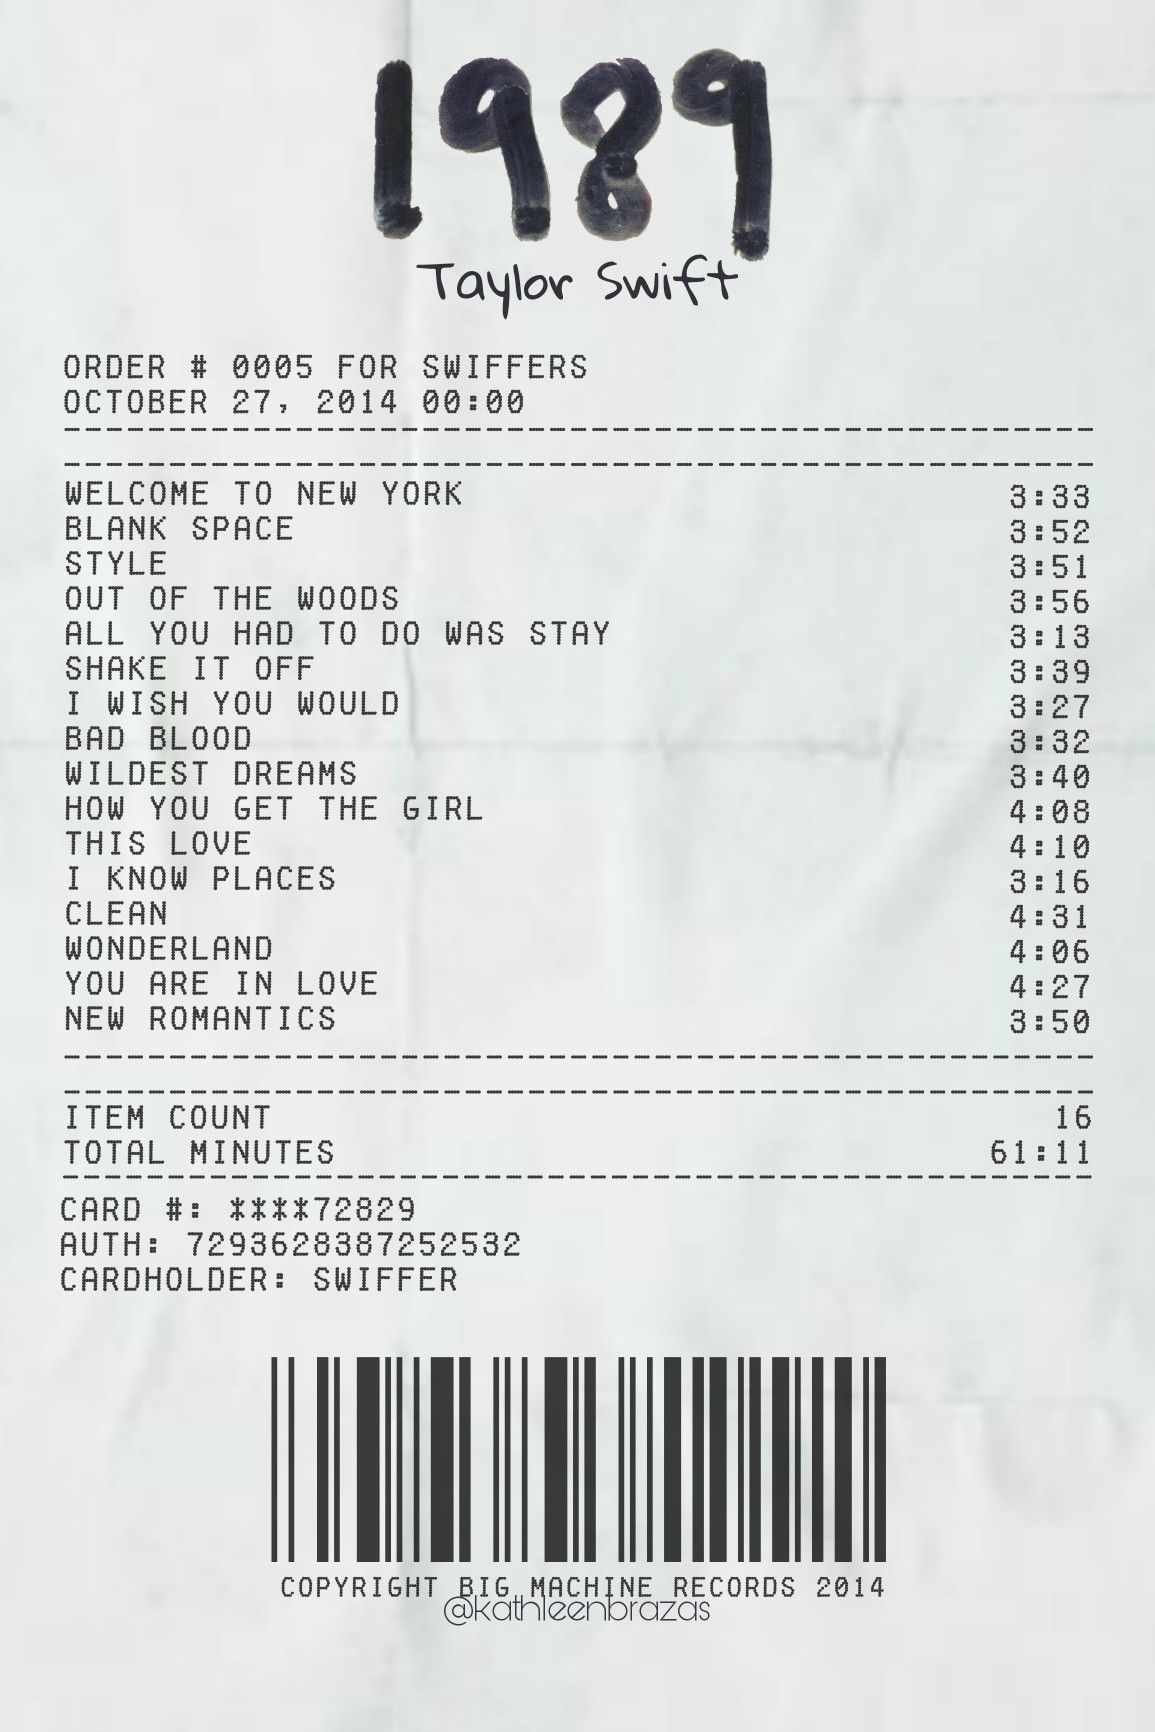 1989
Taylor Swift
ORDER # 0005 FOR SWIFFERS
OCTOBER 27, 2014 00:00
WELCOME TO NEW YORK 3:33
BLANK SPACE 3:52
STYLE 3:51
OUT OF THE WOODS 3:56
ALL YOU HAD TO DO WAS STAY 3:13
SHAKE IT OFF 3:39
I WISH YOU WOULD 3:27
BAD BLOOD 3:32
WILDEST DREAMS 3:40
HOW YOU GET THE GIRL 4:08
THIS LOVE 4:10
I KNOW PLACES 3:16
CLEAN 4:31
WONDERLAND 4:06
YOU ARE IN LOVE 4:27
NEW ROMANTICS 3:50
ITEM COUNT 16
TOTAL MINUTES 61:11
CARD #: ****72829
AUTH: 7293628387252532
CARDHOLDER: SWIFFER
COPYRIGHT BIG MACHINE RECORDS 2014
@kathleenbrazas